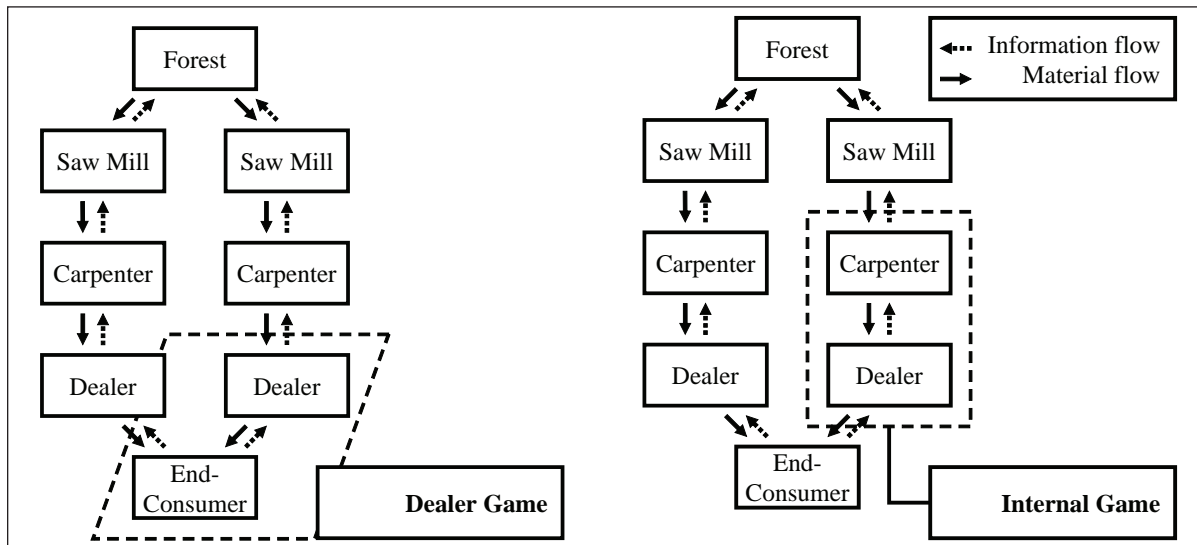 Forest
Saw Mill
Saw Mill
Carpenter
Carpenter
Dealer
Dealer
End-
Consumer
Dealer Game
Forest
Saw Mill
Saw Mill
Carpenter
Carpenter
Dealer
Dealer
End-
Consumer
Internal Game
Information flow
Material flow